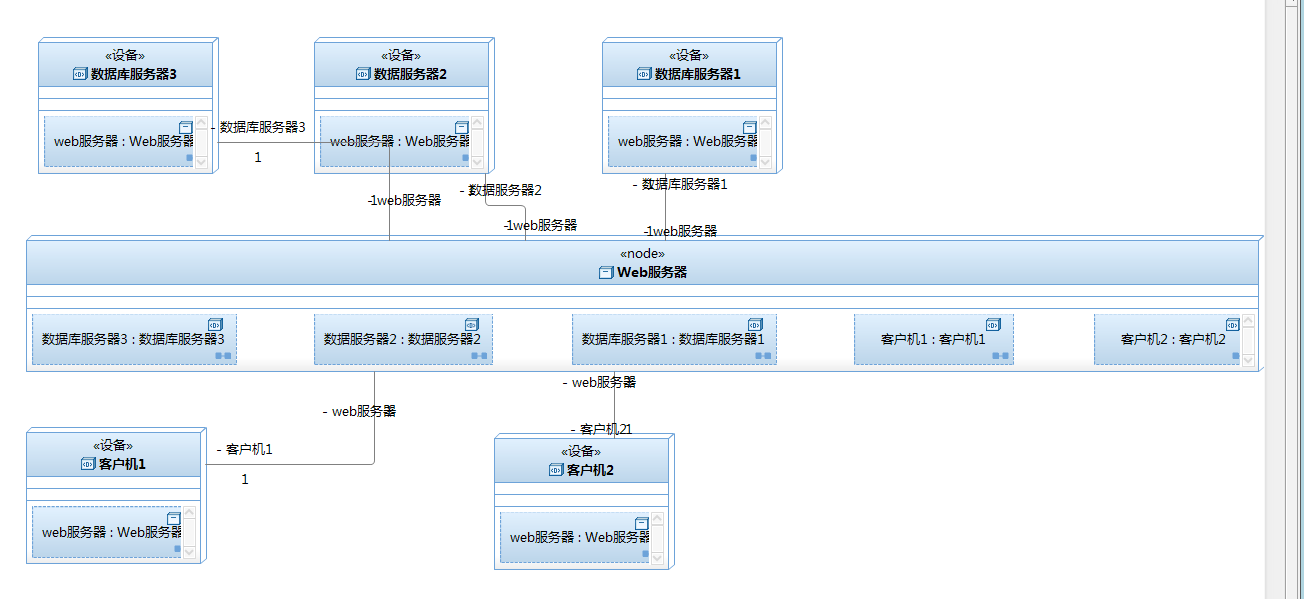 «设备»
数据库服务器3
«设备»
数据服务器2
«设备»
数据库服务器1
web服务器 : Web服务器
web服务器 : Web服务器
web服务器 : Web服务器
- 数据库服务器3
1
- 数据服务器2
- 数据库服务器1
-1web服务器
-1web服务器
-1web服务器
«node»
Web服务器
数据库服务器3 : 数据库服务器3
数据服务器2 : 数据服务器2
数据库服务器1 : 数据库服务器1
客户机1 : 客户机1
客户机2 : 客户机2
- web服务器
- web服务器
- 客户机1
1
- 客户机21
«设备»
客户机1
web服务器 : Web服务器
«设备»
客户机2
web服务器 : Web服务器